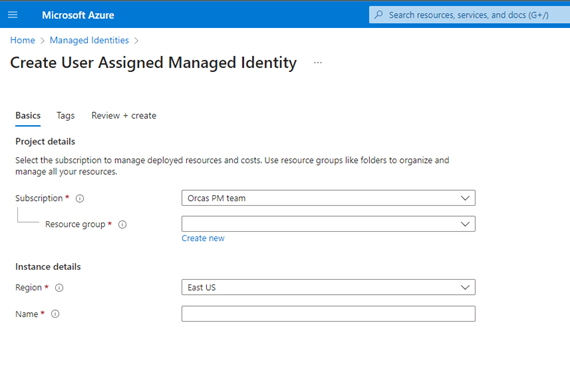 Microsoft Azure
Search resources, services, and docs (G+/)
Home > Managed Identities >
Create User Assigned Managed Identity ...
Basics Tags Review + create
Project details
Select the subscription to manage deployed resources and costs. Use resource groups like folders to organize and
manage all your resources.
Subscription *
Orcas PM team
Resource group *
Create new
Instance details
Region *
East US
Name *